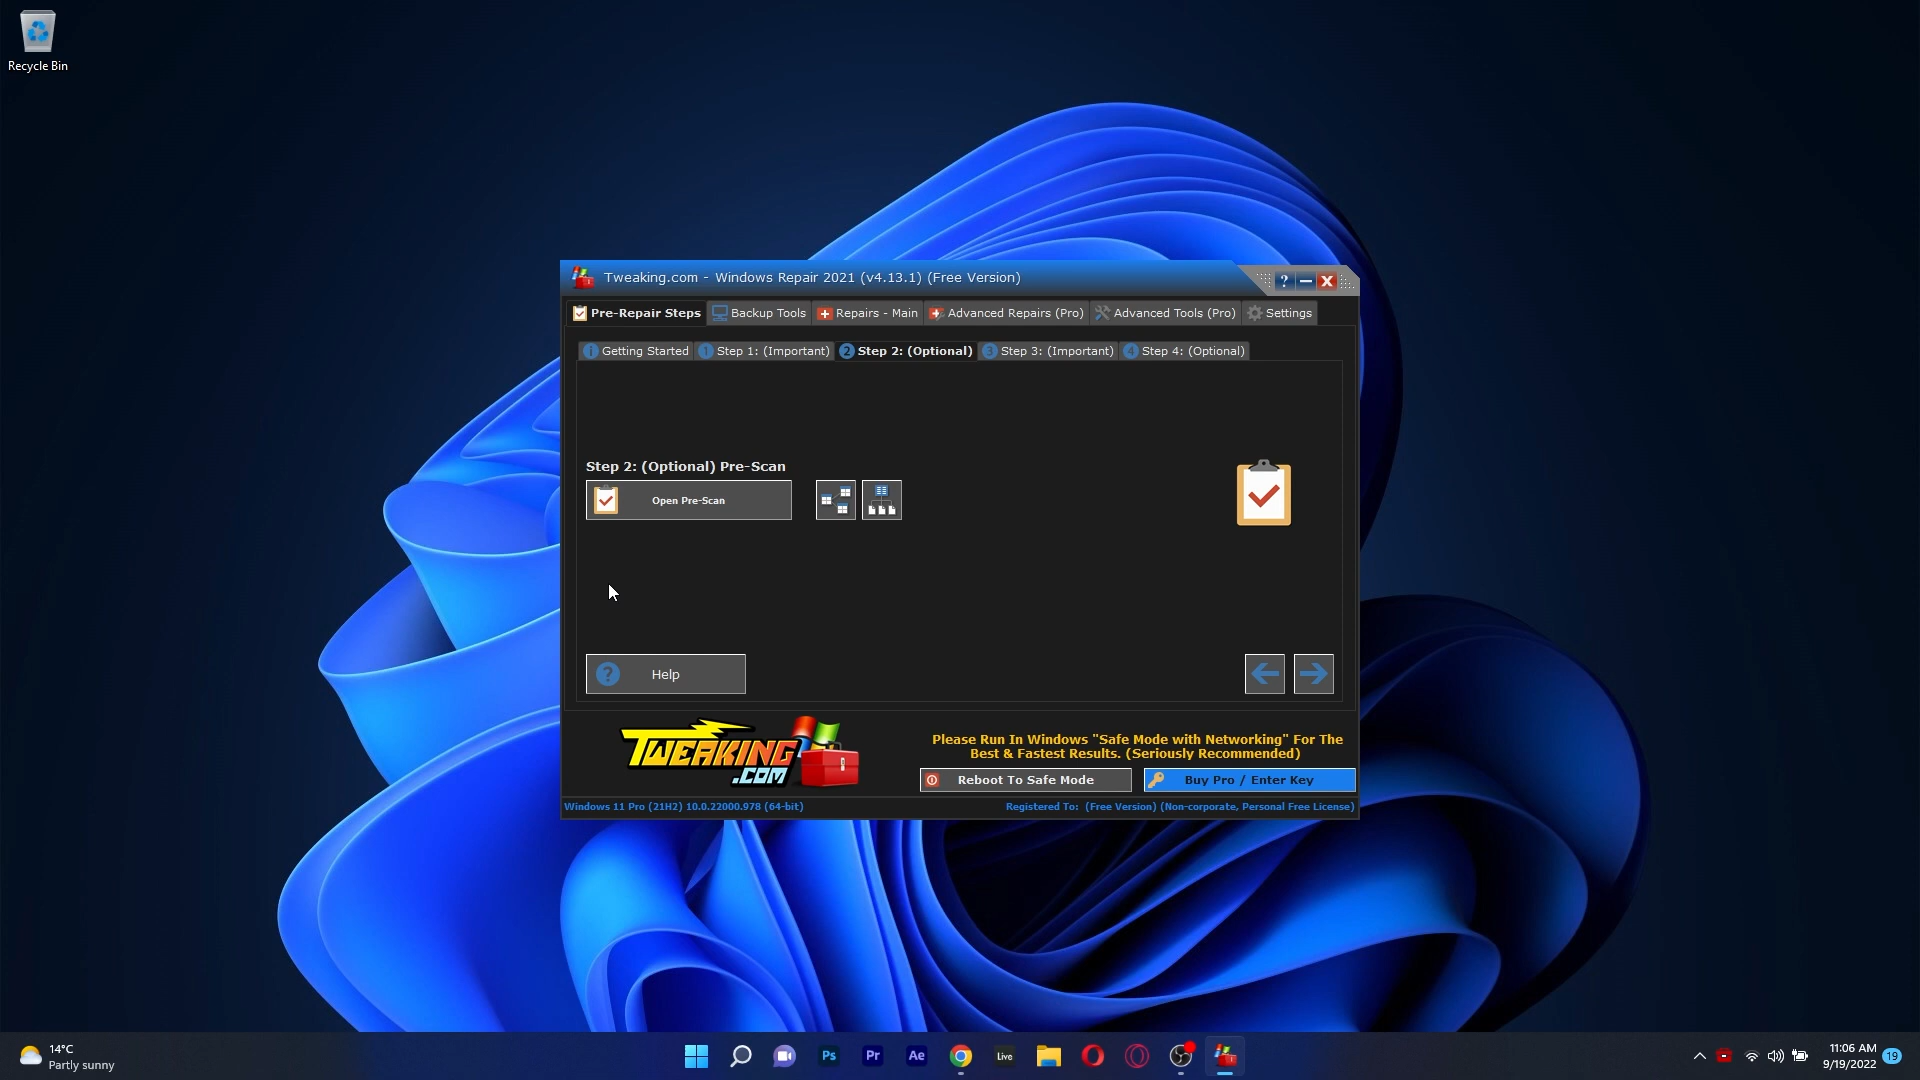 Recycle Bin
Tweaking.com - Windows Repair 2021 (v4.13.1) (Free Version)
?
Pre-Repair Steps
Backup Tools
Repairs - Main
Advanced Repairs (Pro)
Advanced Tools (Pro)
Settings
i Getting Started
1 Step 1: (Important)
2 Step 2: (Optional)
3 Step 3: (Important)
4 Step 4: (Optional)
Step 2: (Optional) Pre-Scan
Open Pre-Scan
? Help
TWEAKING
.COM
Please Run In Windows "Safe Mode with Networking" For The
Best & Fastest Results. (Seriously Recommended)
Reboot To Safe Mode
Buy Pro / Enter Key
Windows 11 Pro (21H2) 10.0.22000.978 (64-bit)
Registered To: (Free Version) (Non-corporate, Personal Free License)
14°C
Partly sunny
Ps
Pr
Ae
Live
11:06 AM
9/19/2022
19